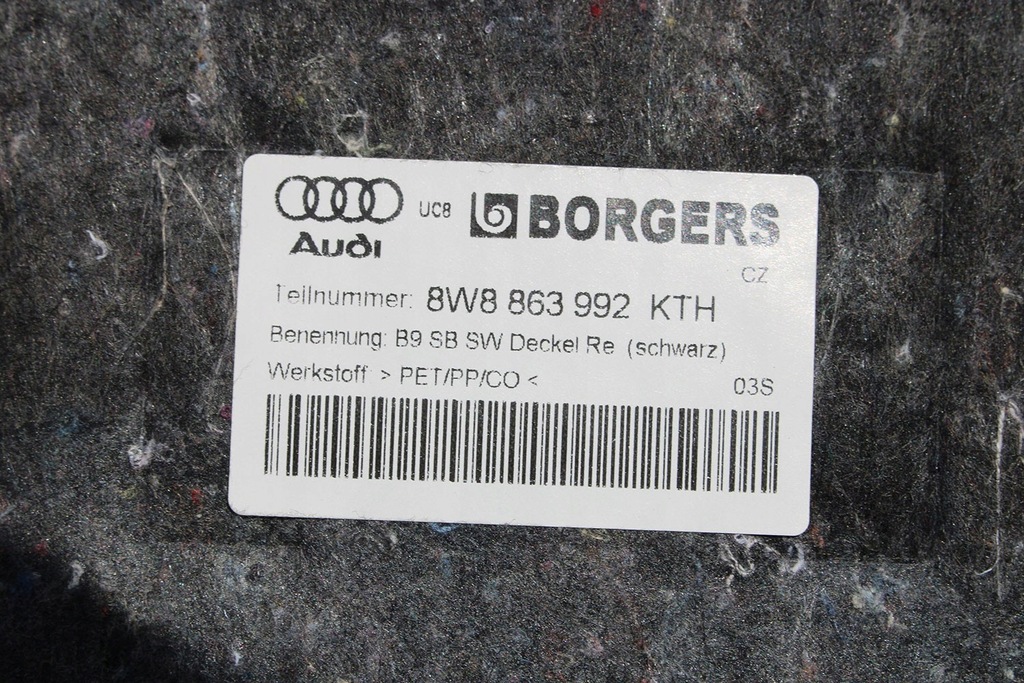 UC8 BORGERS
Audi
CZ
Teilnummer: 8W8 863 992 KTH
Benennung: B9 SB SW Deckel Re (schwarz)
Werkstoff > PET/PP/CO < 03S